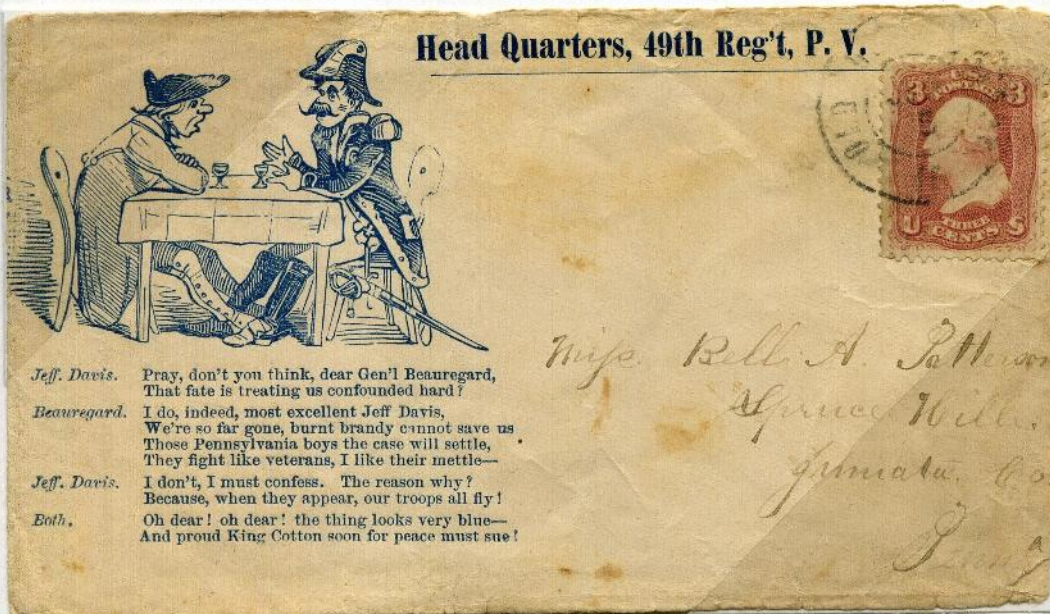 Head Quarters, 49th Reg't, P. V.
3 U.S. 3
POSTAGE
U THREE S
CENTS
Jeff. Davis. Pray, don't you think, dear Gen'l Beauregard,
That fate is treating us confounded hard?
Beauregard. I do, indeed, most excellent Jeff Davis,
We're so far gone, burnt brandy cannot save us
Those Pennsylvania boys the case will settle,
They fight like veterans, I like their mettle—
Jeff. Davis. I don't, I must confess. The reason why?
Because, when they appear, our troops all fly!
Both. Oh dear! oh dear! the thing looks very blue—
And proud King Cotton soon for peace must sue!
Miss. Bell A Patterson
Spruce Hill.
Juniata. Co